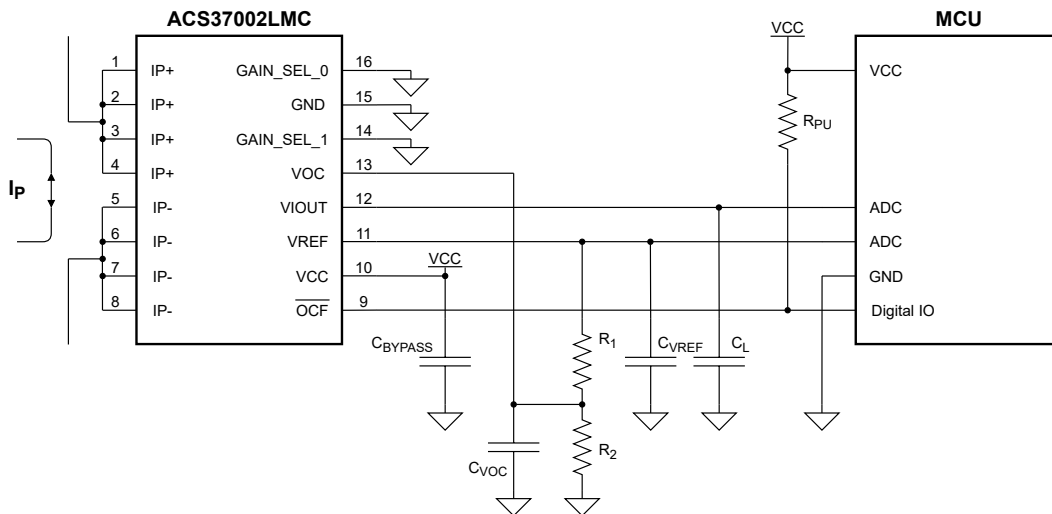 ACS37002LMC
MCU
1 IP+ GAIN_SEL_0 16
2 IP+ GND 15
3 IP+ GAIN_SEL_1 14
4 IP+ VOC 13
5 IP- VIOUT 12
6 IP- VREF 11
7 IP- VCC 10
8 IP- OCF 9
IP
VCC
VCC
RPU
VCC
ADC
ADC
GND
Digital IO
CBYPASS
R1
CVREF
CL
CVOC
R2